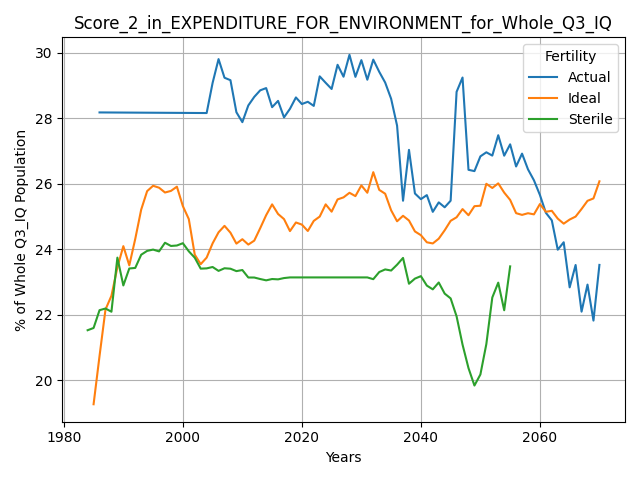 Score_2_in_EXPENDITURE_FOR_ENVIRONMENT_for_Whole_Q3_IQ
Fertility
Actual
Ideal
Sterile
% of Whole Q3_IQ Population
30
28
26
24
22
20
1980
2000
2020
2040
2060
Years